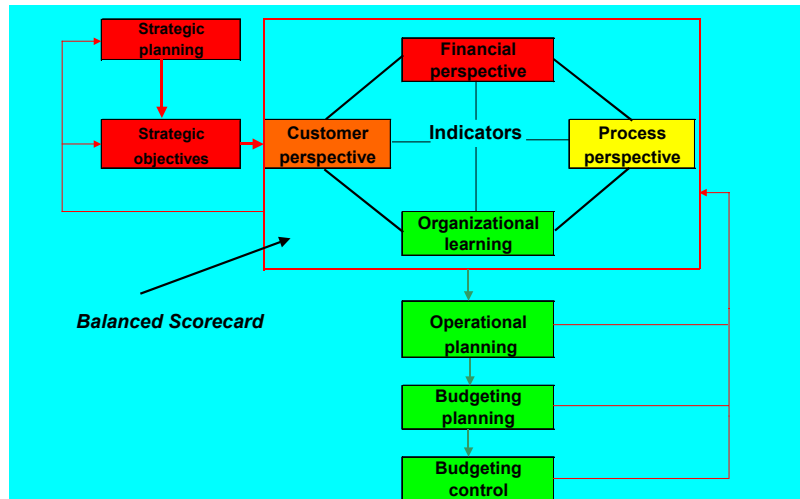 Strategic
planning
Financial
perspective
Strategic
objectives
Customer
perspective
Indicators
Process
perspective
Organizational
learning
Balanced Scorecard
Operational
planning
Budgeting
planning
Budgeting
control